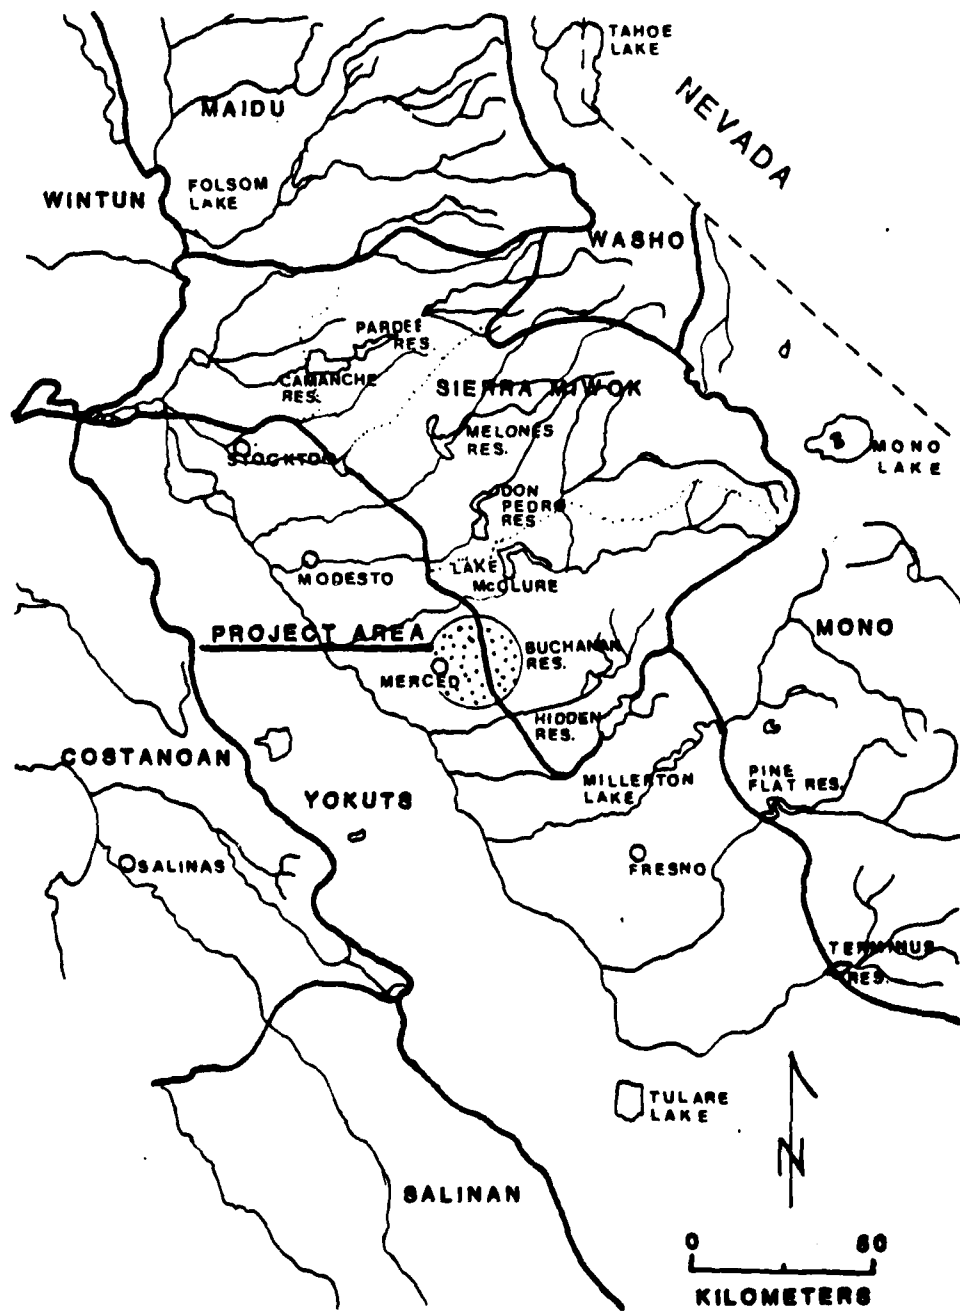 TAHOE
LAKE
NEVADA
MAIDU
FOLSOM
LAKE
WINTUN
WASHO
PARDEE
RES.
CAMANCHE
RES.
SIERRA MIWOK
MELONES
RES.
MONO
LAKE
STOCKTON
DON
PEDRO
RES
MODESTO
LAKE
McCLURE
PROJECT AREA
MONO
BUCHANAN
RES.
MERCED
HIDDEN
RES.
COSTANOAN
YOKUTS
MILLERTON
LAKE
PINE
FLAT RES.
SALINAS
FRESNO
TERMINUS
RES.
TULARE
LAKE
N
SALINAN
0 50
KILOMETERS